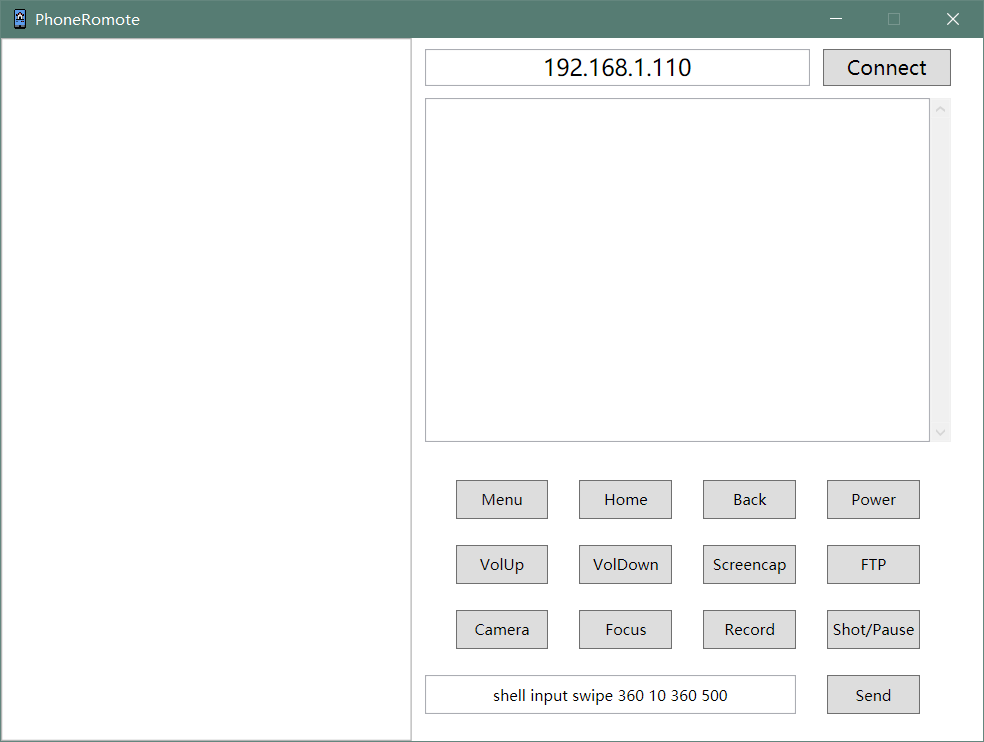 PhoneRomote
192.168.1.110 Connect
Menu Home Back Power
VolUp VolDown Screencap FTP
Camera Focus Record Shot/Pause
shell input swipe 360 10 360 500 Send